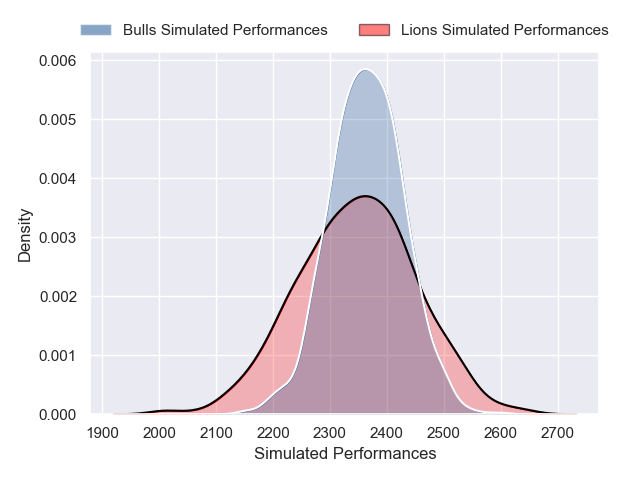 Bulls Simulated Performances
Lions Simulated Performances
0.006
0.005
0.004
0.003
0.002
0.001
0.000
Density
1900 2000 2100 2200 2300 2400 2500 2600 2700
Simulated Performances